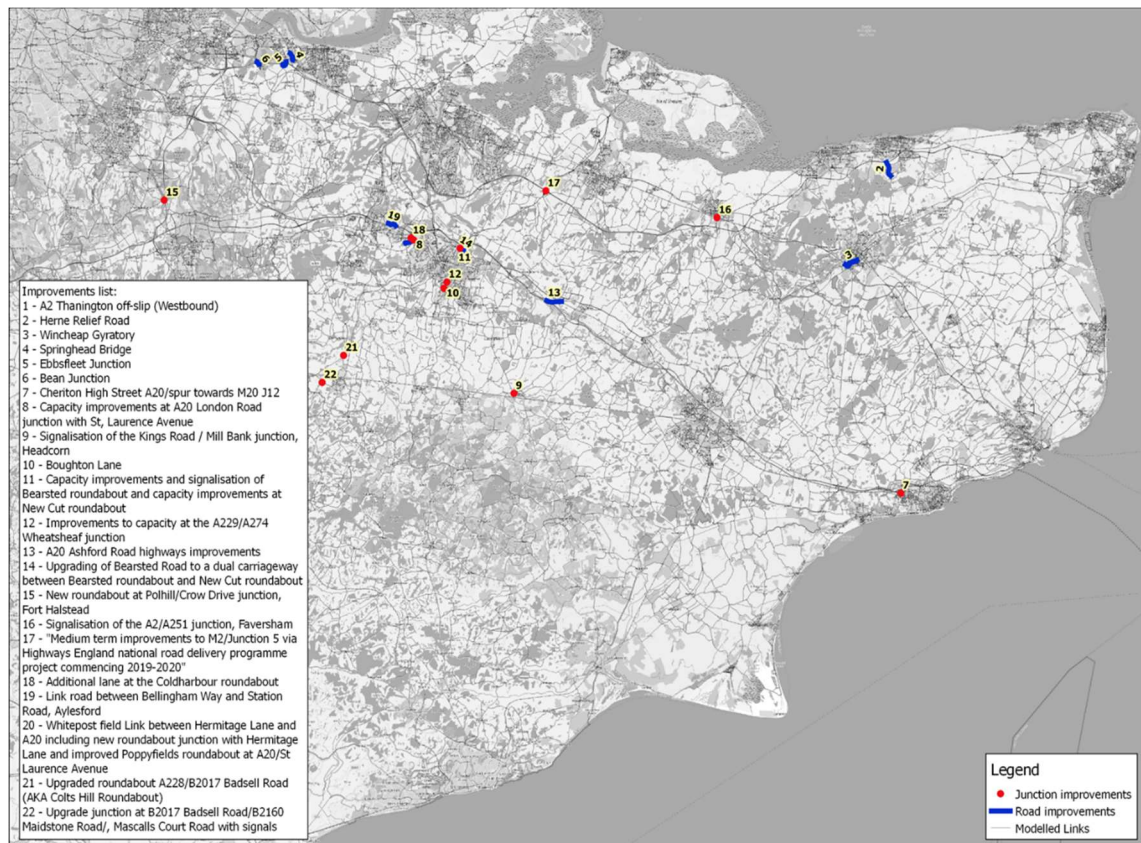 6
5
4
2
17
15
16
19
18
8
14
11
3
12
10
13
21
22
9
7
Improvements list:
1 - A2 Thanington off-slip (Westbound)
2 - Herne Relief Road
3 - Wincheap Gyratory
4 - Springhead Bridge
5 - Ebbsfleet Junction
6 - Bean Junction
7 - Cheriton High Street A20/spur towards M20 J12
8 - Capacity improvements at A20 London Road
junction with St, Laurence Avenue
9 - Signalisation of the Kings Road / Mill Bank junction,
Headcorn
10 - Boughton Lane
11 - Capacity improvements and signalisation of
Bearsted roundabout and capacity improvements at
New Cut roundabout
12 - Improvements to capacity at the A229/A274
Wheatsheaf junction
13 - A20 Ashford Road highways improvements
14 - Upgrading of Bearsted Road to a dual carriageway
between Bearsted roundabout and New Cut roundabout
15 - New roundabout at Polhill/Crow Drive junction,
Fort Halstead
16 - Signalisation of the A2/A251 junction, Faversham
17 - "Medium term improvements to M2/Junction 5 via
Highways England national road delivery programme
project commencing 2019-2020"
18 - Additional lane at the Coldharbour roundabout
19 - Link road between Bellingham Way and Station
Road, Aylesford
20 - Whitepost field Link between Hermitage Lane and
A20 including new roundabout junction with Hermitage
Lane and improved Poppyfields roundabout at A20/St
Laurence Avenue
21 - Upgraded roundabout A228/B2017 Badsell Road
(AKA Colts Hill Roundabout)
22 - Upgrade junction at B2017 Badsell Road/B2160
Maidstone Road/, Mascalls Court Road with signals
Legend
Junction improvements
Road improvements
Modelled Links